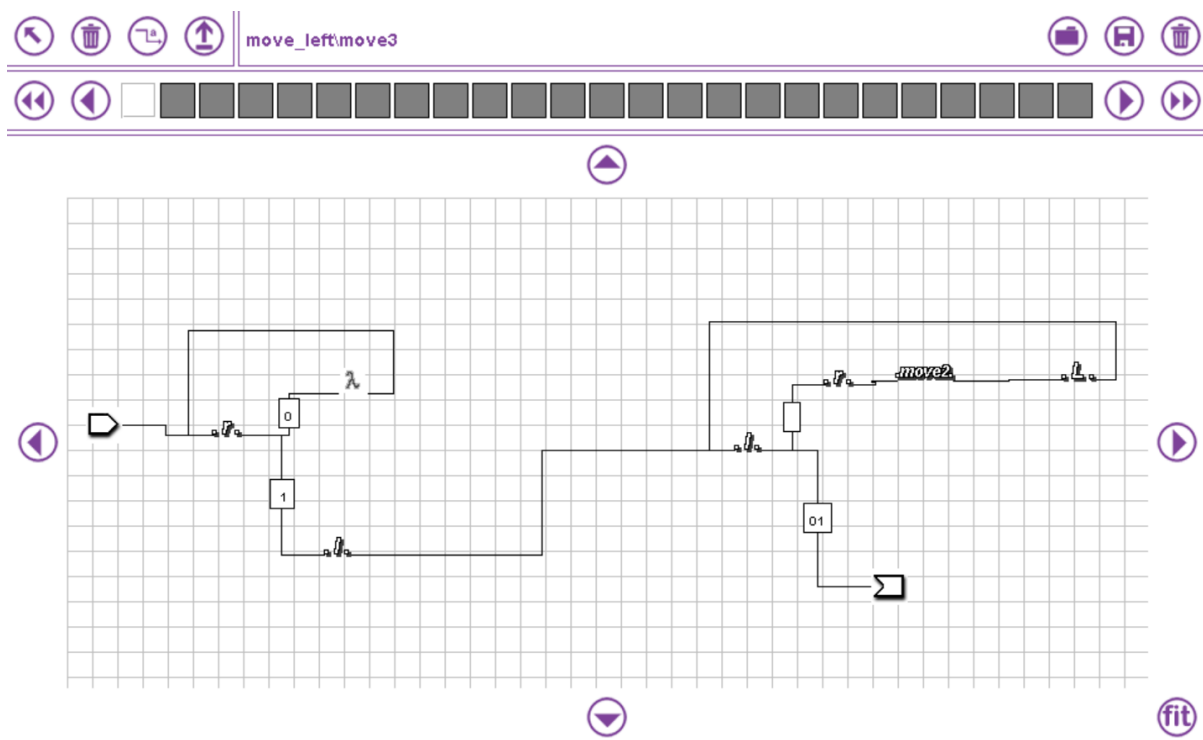 move_left\move3
λ
.r.
.move2.
.L.
0
.r.
.l.
1
01
.l.
fit